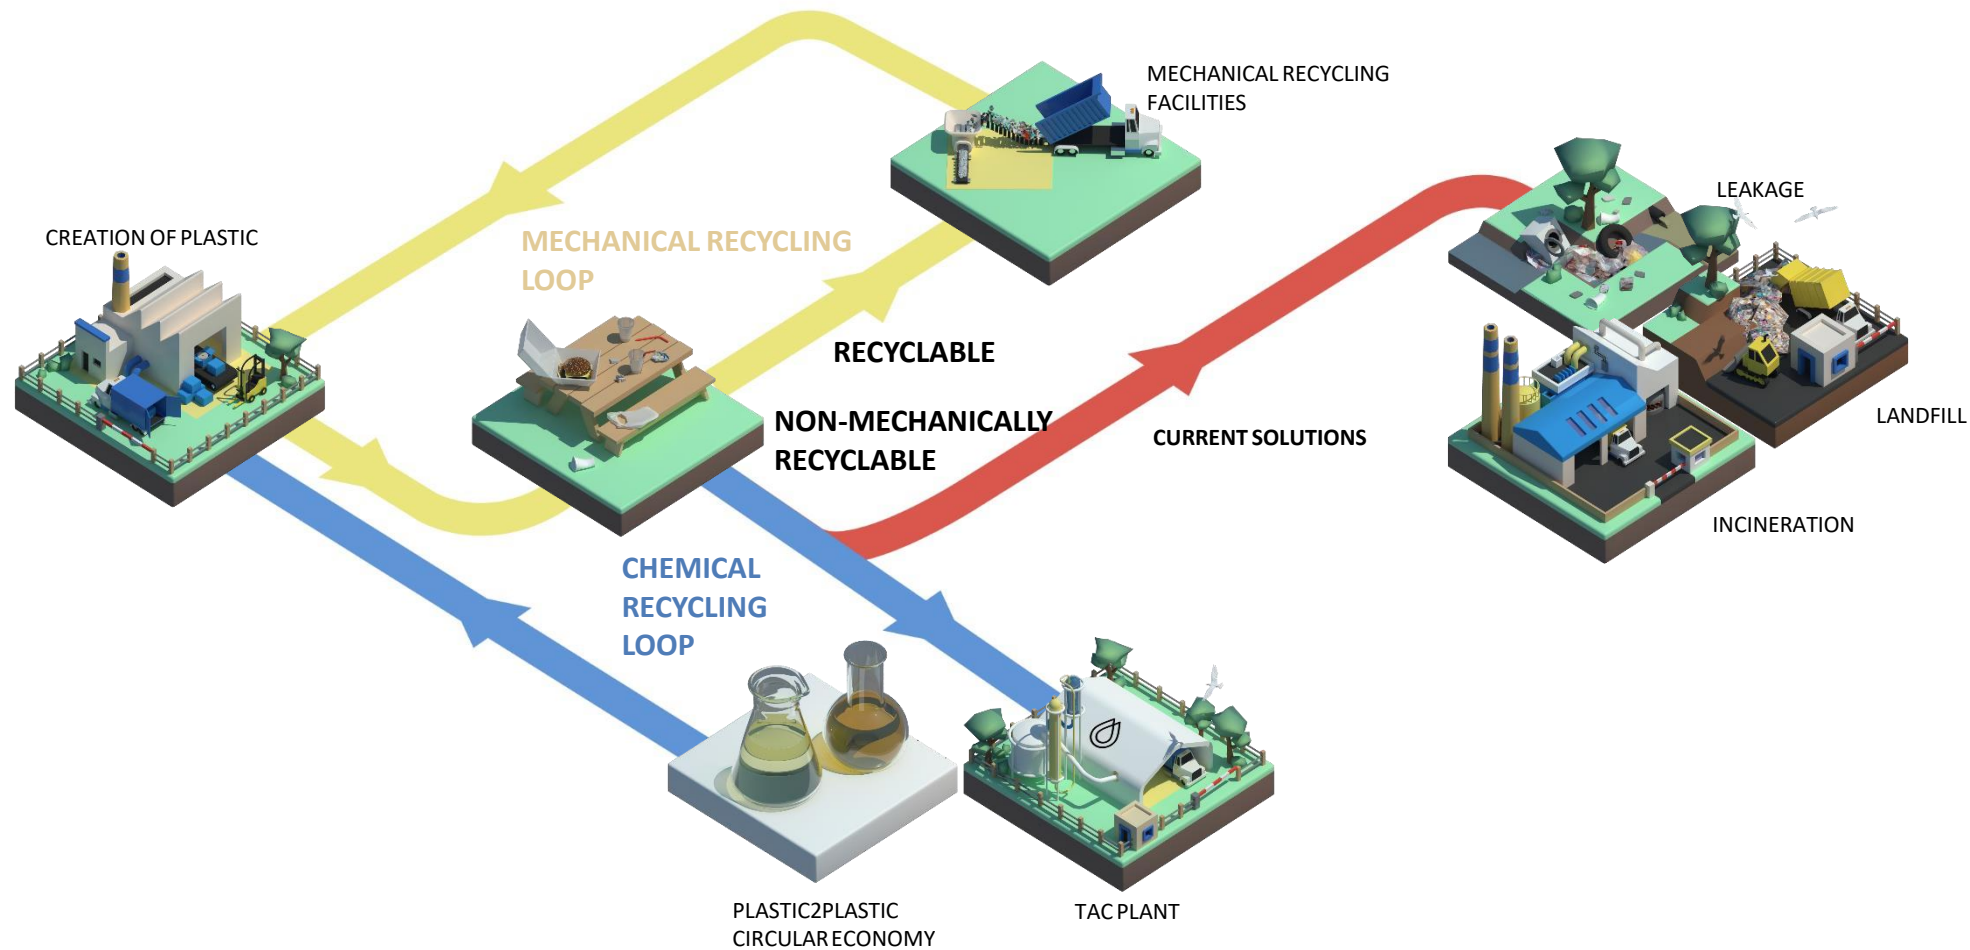 MECHANICAL RECYCLING
FACILITIES
LEAKAGE
CREATION OF PLASTIC
MECHANICAL RECYCLING
LOOP
RECYCLABLE
NON-MECHANICALLY
RECYCLABLE
CURRENT SOLUTIONS
LANDFILL
INCINERATION
CHEMICAL
RECYCLING
LOOP
PLASTIC2PLASTIC
CIRCULAR ECONOMY
TAC PLANT